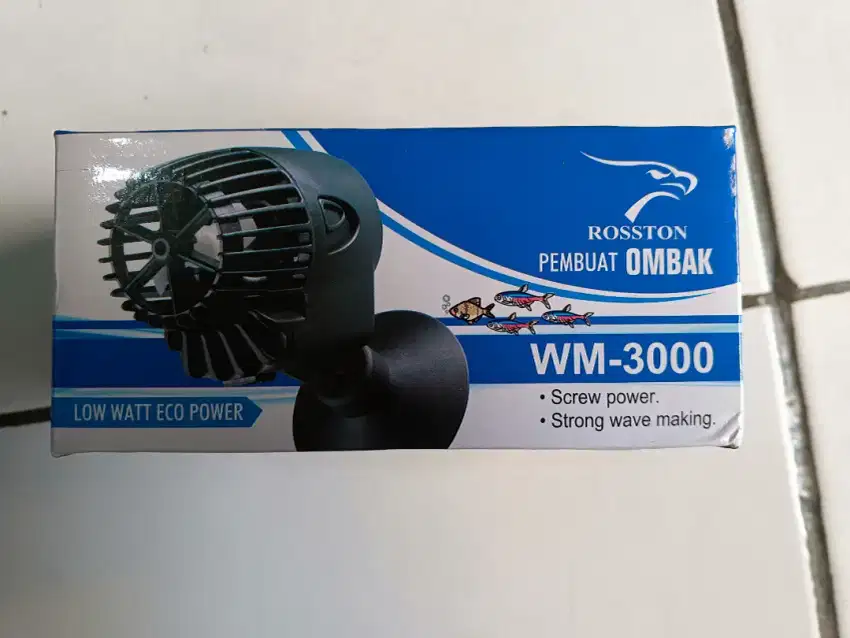 ROSSTON
PEMBUAT OMBAK
WM-3000
• Screw power.
• Strong wave making.
LOW WATT ECO POWER